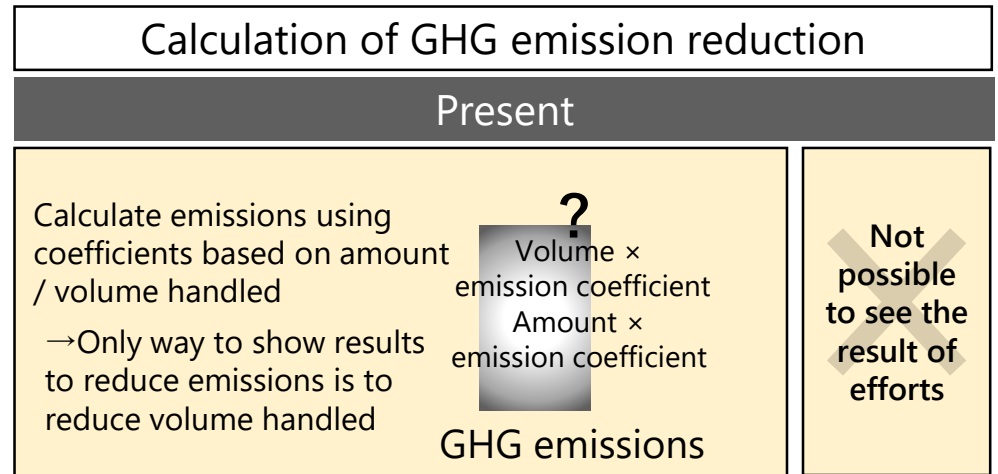 Calculation of GHG emission reduction
Present
Calculate emissions using
coefficients based on amount
/ volume handled
→Only way to show results
to reduce emissions is to
reduce volume handled
?
Volume ×
emission coefficient
Amount ×
emission coefficient
GHG emissions
Not
possible
to see the
result of
efforts